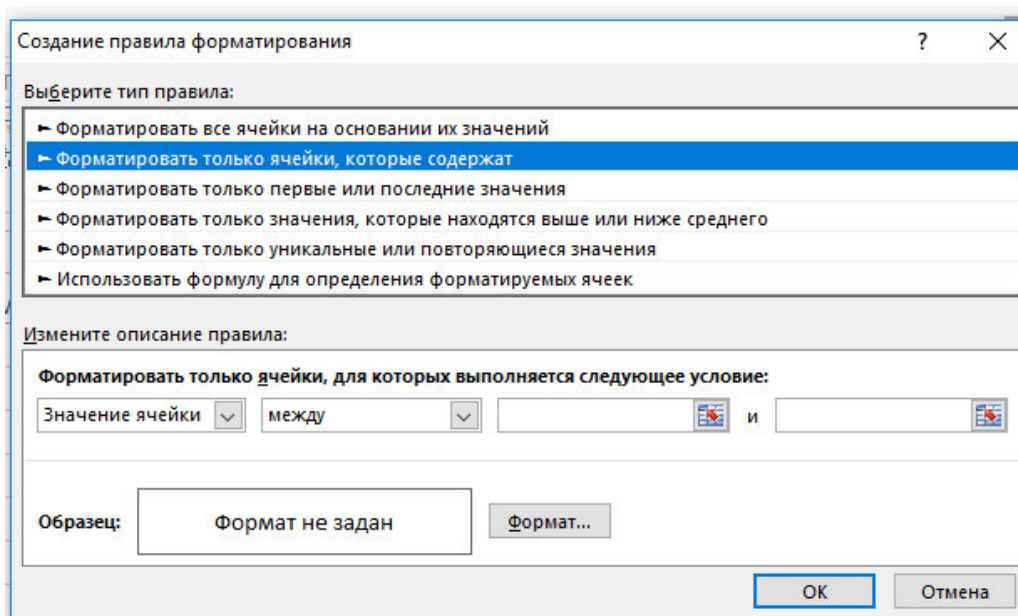 Создание правила форматирования ? ×
Выберите тип правила:
► Форматировать все ячейки на основании их значений
► Форматировать только ячейки, которые содержат
► Форматировать только первые или последние значения
► Форматировать только значения, которые находятся выше или ниже среднего
► Форматировать только уникальные или повторяющиеся значения
► Использовать формулу для определения форматируемых ячеек
Измените описание правила:
Форматировать только ячейки, для которых выполняется следующее условие:
Значение ячейки между и
Образец: Формат не задан Формат...
ОК Отмена